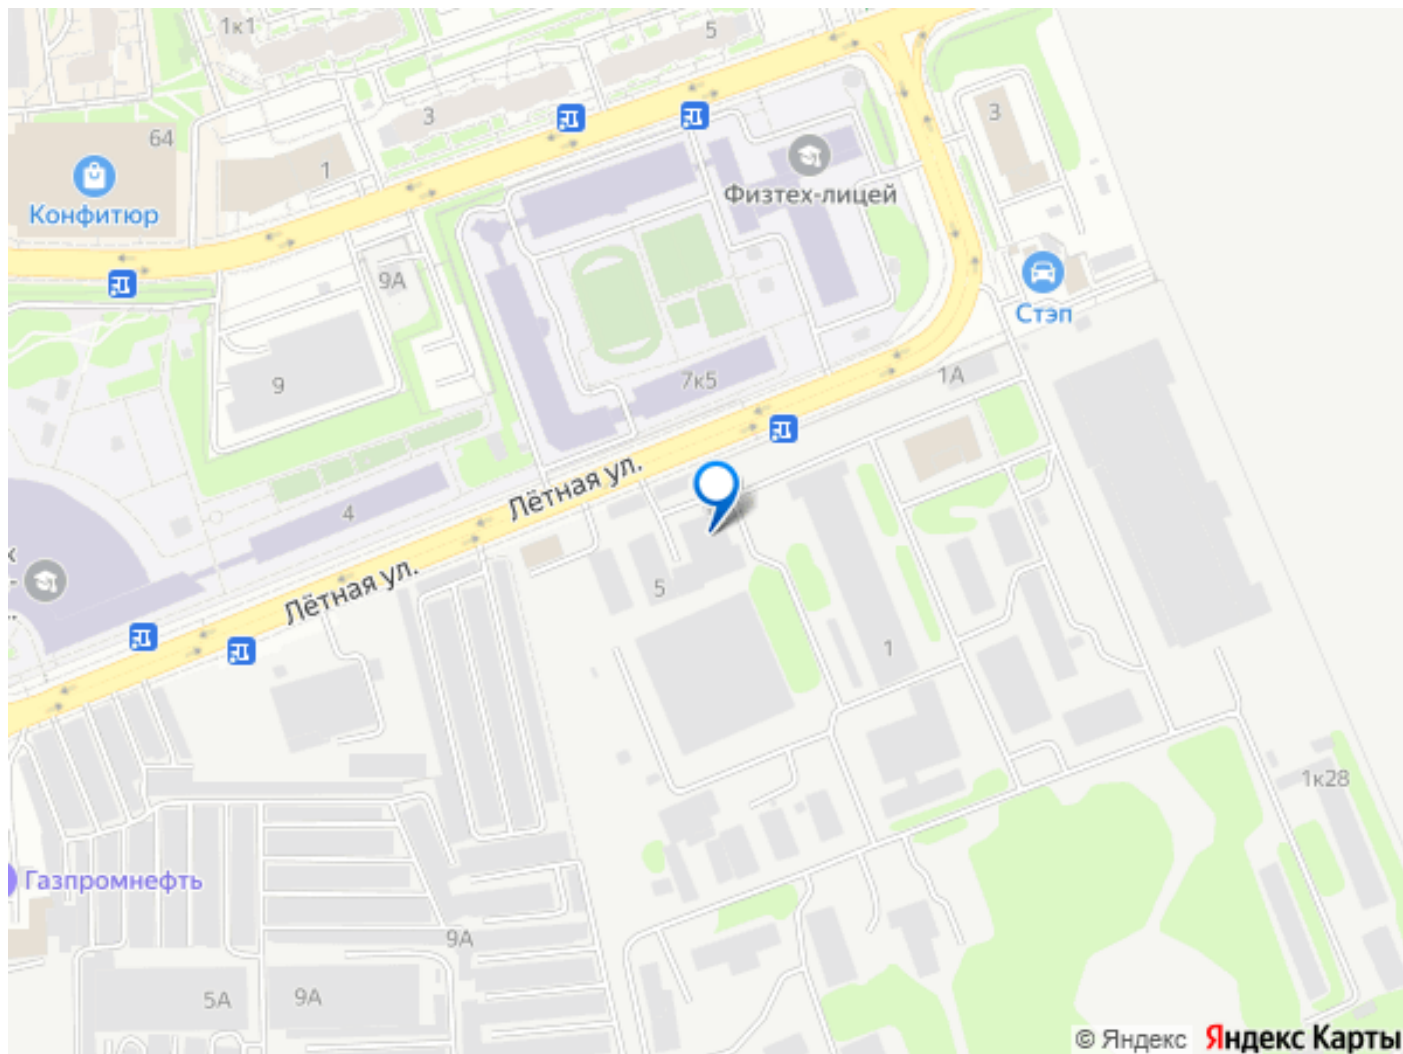 1к1
5
64
3
3
1
Физтех-лицей
Конфитюр
9А
Стэп
9
7к5
1А
Лётная ул.
4
к
5
Лётная ул.
1
1к28
Газпромнефть
9А
5А
9А
© Яндекс Яндекс Карты